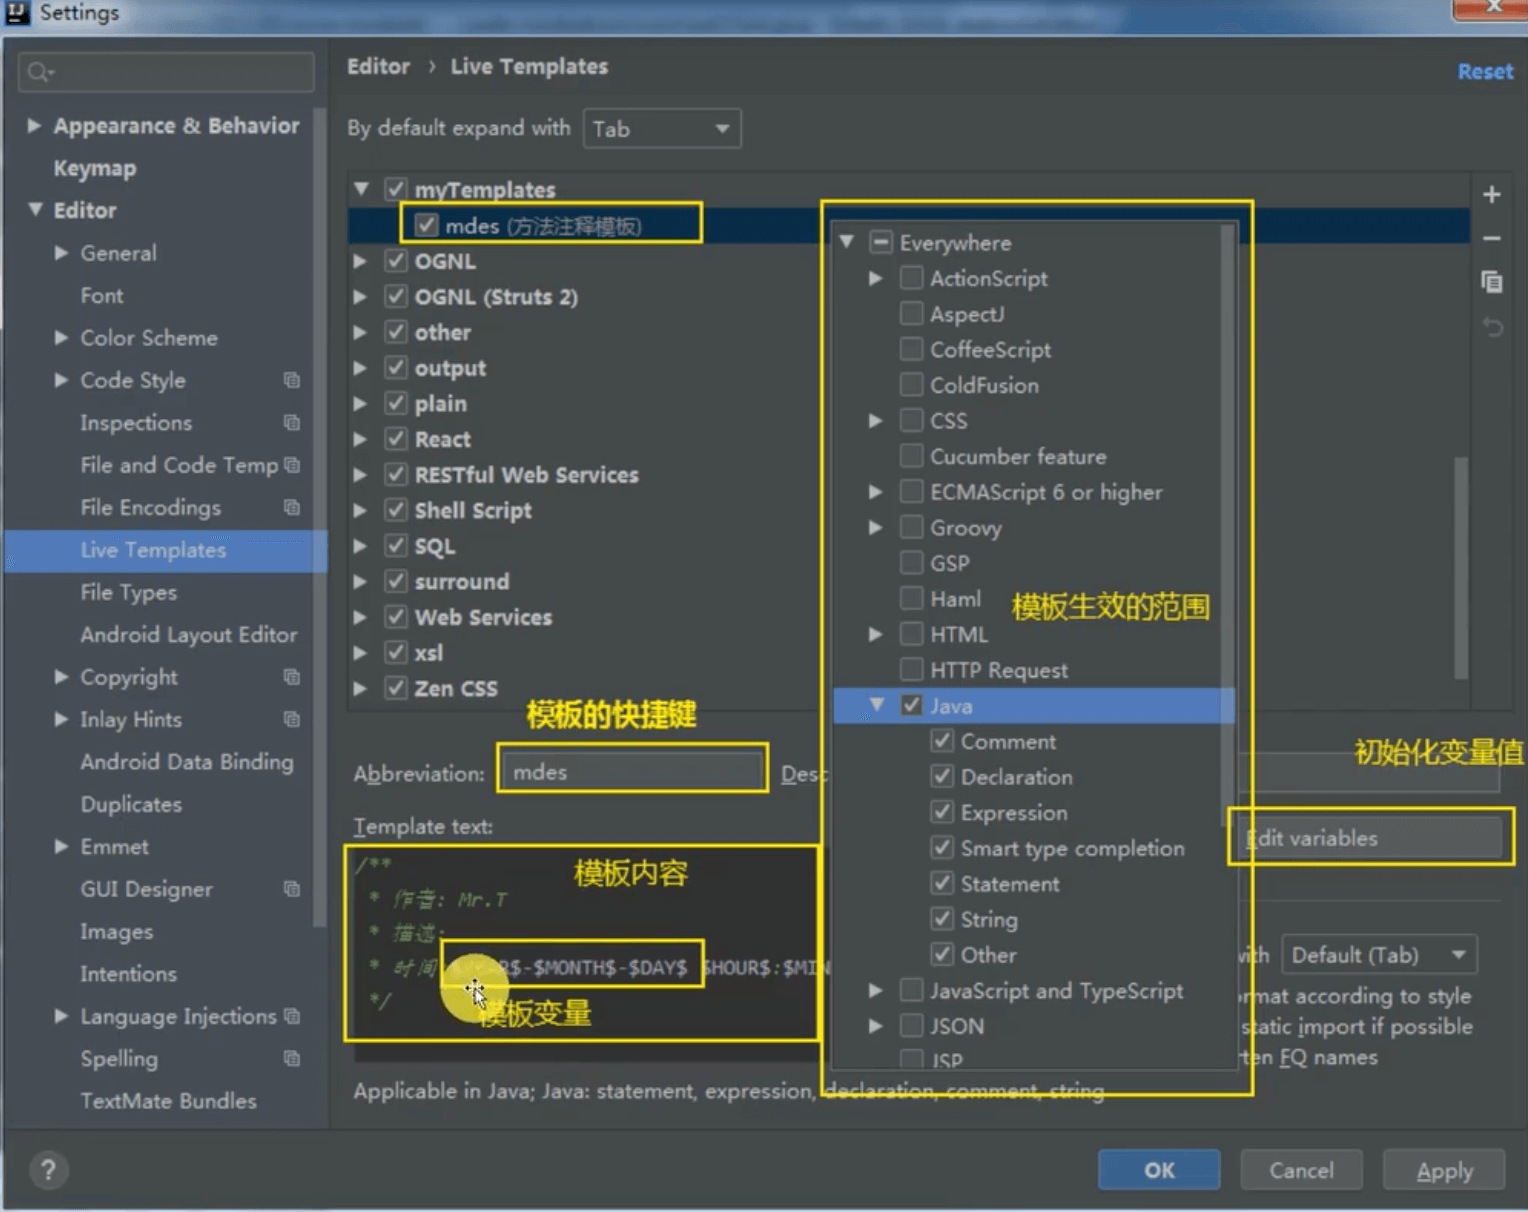 Settings
Editor › Live Templates
Reset
By default expand with
Tab
Appearance & Behavior
Keymap
Editor
General
Font
Color Scheme
Code Style
Inspections
File and Code Temp
File Encodings
Live Templates
File Types
Android Layout Editor
Copyright
Inlay Hints
Android Data Binding
Duplicates
Emmet
GUI Designer
Images
Intentions
Language Injections
Spelling
TextMate Bundles
myTemplates
mdes (方法注释模板)
OGNL
OGNL (Struts 2)
other
output
plain
React
RESTful Web Services
Shell Script
SQL
surround
Web Services
xsl
Zen CSS
Everywhere
ActionScript
AspectJ
CoffeeScript
ColdFusion
CSS
Cucumber feature
ECMAScript 6 or higher
Groovy
GSP
Haml
模板生效的范围
HTML
HTTP Request
Java
Comment
Declaration
Expression
Smart type completion
Statement
String
Other
JavaScript and TypeScript
JSON
JSP
模板的快捷键
Abbreviation:
mdes
Desc
初始化变量值
Edit variables
Template text:
/**
模板内容
* 作者: Mr.T
* 描述:
* 时间 R$-$MONTH$-$DAY$ $HOUR$:$MIN
*/
模板变量
with
Default (Tab)
rmat according to style
static import if possible
ten FQ names
Applicable in Java; Java: statement, expression, declaration, comment, string
?
OK
Cancel
Apply